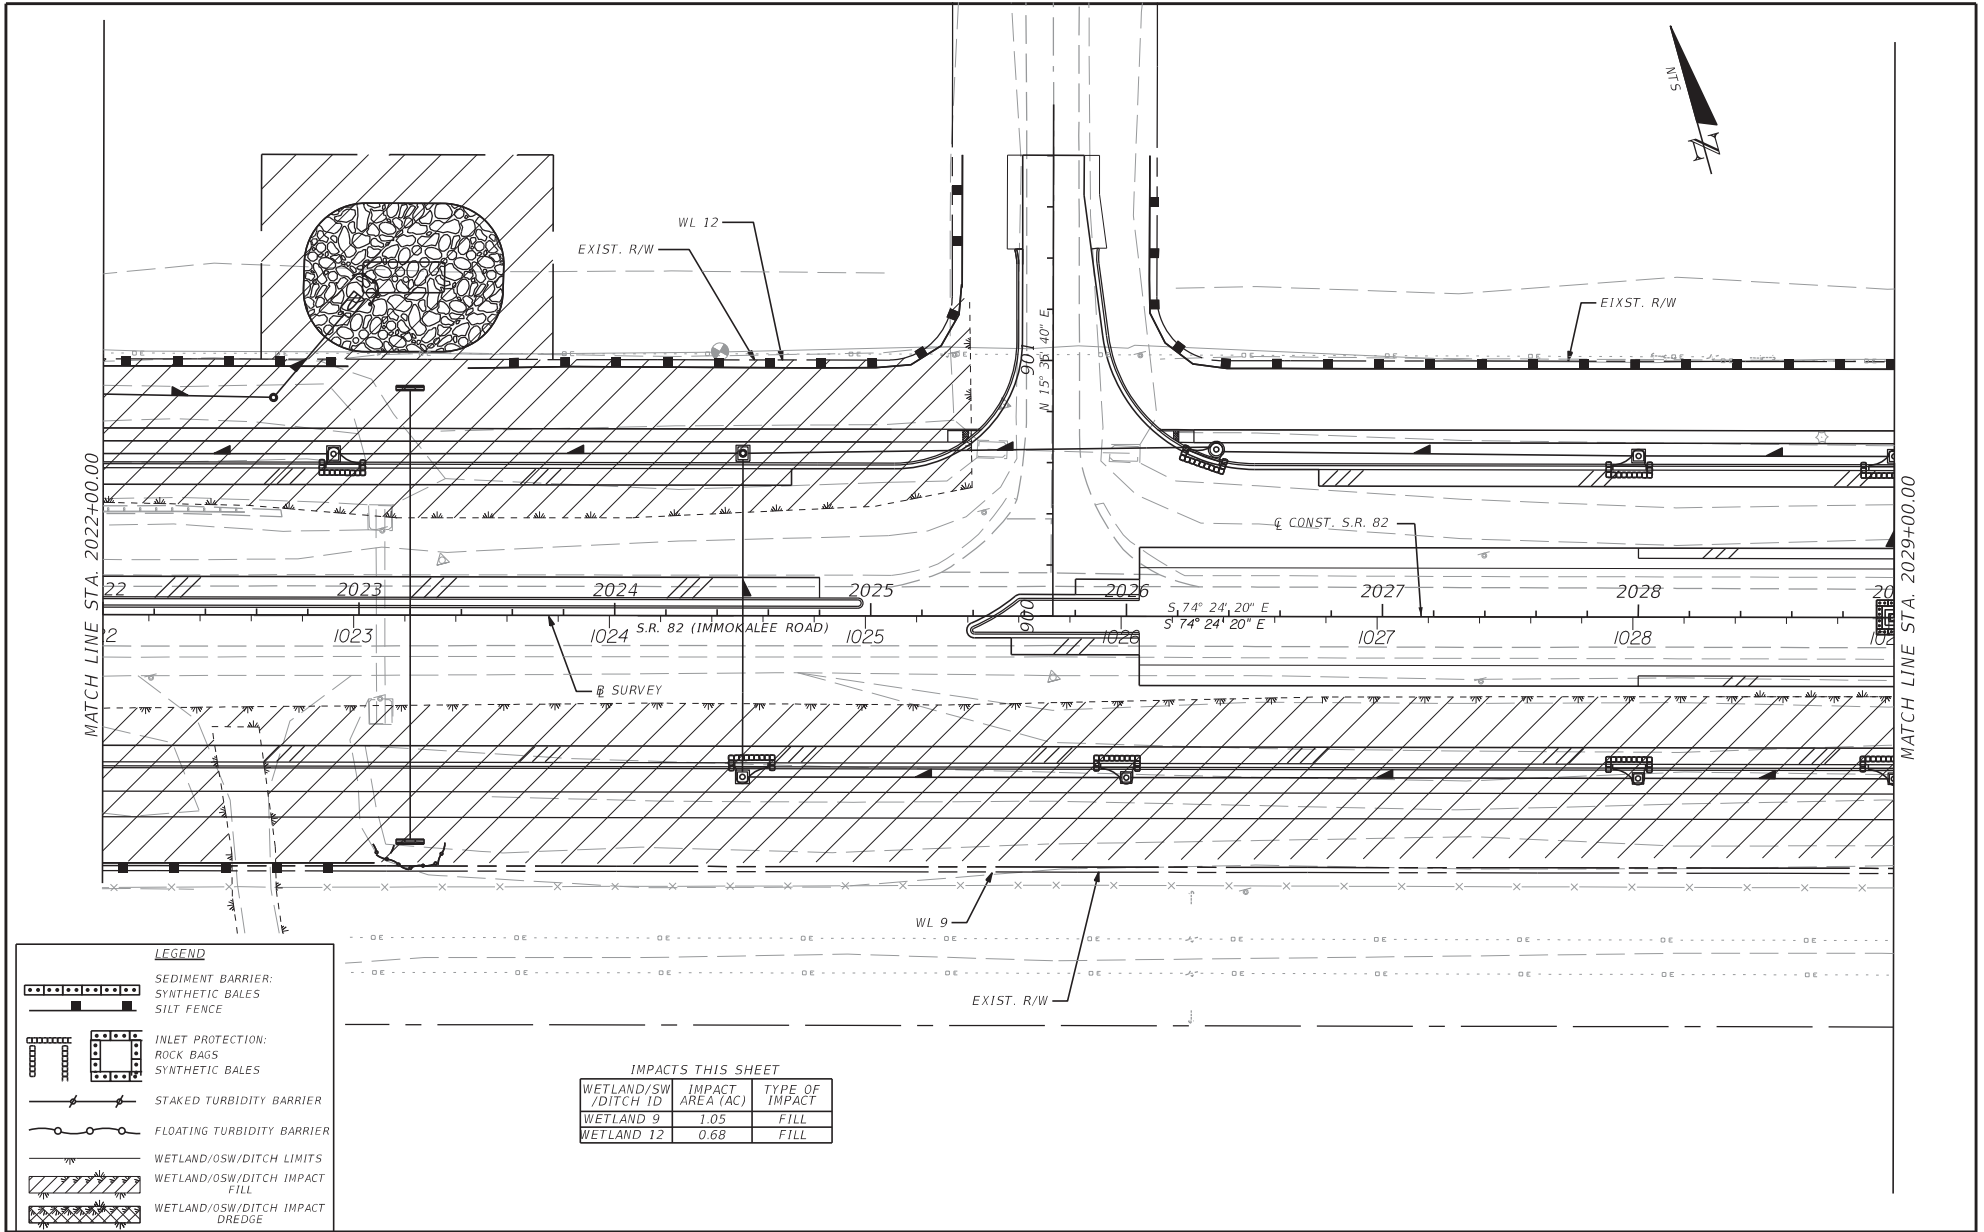 NTS
N
WL 12
EXIST. R/W
EIXST. R/W
901
N 15° 35' 40" E
MATCH LINE STA. 2022+00.00
MATCH LINE STA. 2029+00.00
℄ CONST. S.R. 82
22
2023
2024
2025
2026
2027
2028
20
900
S 74° 24' 20" E
S 74° 24' 20" E
22
1023
1024
S.R. 82 (IMMOKALEE ROAD)
1025
1026
1027
1028
102
B SURVEY
WL 9
EXIST. R/W
LEGEND
SEDIMENT BARRIER:
SYNTHETIC BALES
SILT FENCE
INLET PROTECTION:
ROCK BAGS
SYNTHETIC BALES
STAKED TURBIDITY BARRIER
FLOATING TURBIDITY BARRIER
WETLAND/OSW/DITCH LIMITS
WETLAND/OSW/DITCH IMPACT
FILL
WETLAND/OSW/DITCH IMPACT
DREDGE
IMPACTS THIS SHEET
WETLAND/SW /DITCH ID IMPACT AREA (AC) TYPE OF IMPACT
WETLAND 9 1.05 FILL
WETLAND 12 0.68 FILL